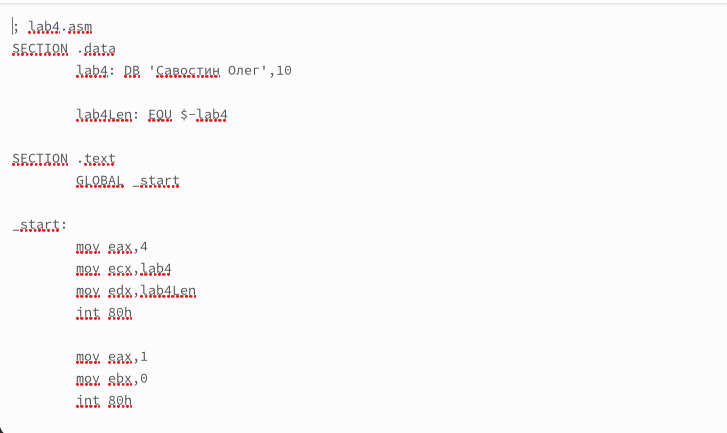 ; lab4.asm
SECTION .data
lab4: DB 'Савостин Олег',10
lab4Len: EQU $-lab4
SECTION .text
GLOBAL _start
_start:
mov eax,4
mov ecx,lab4
mov edx,lab4Len
int 80h
mov eax,1
mov ebx,0
int 80h